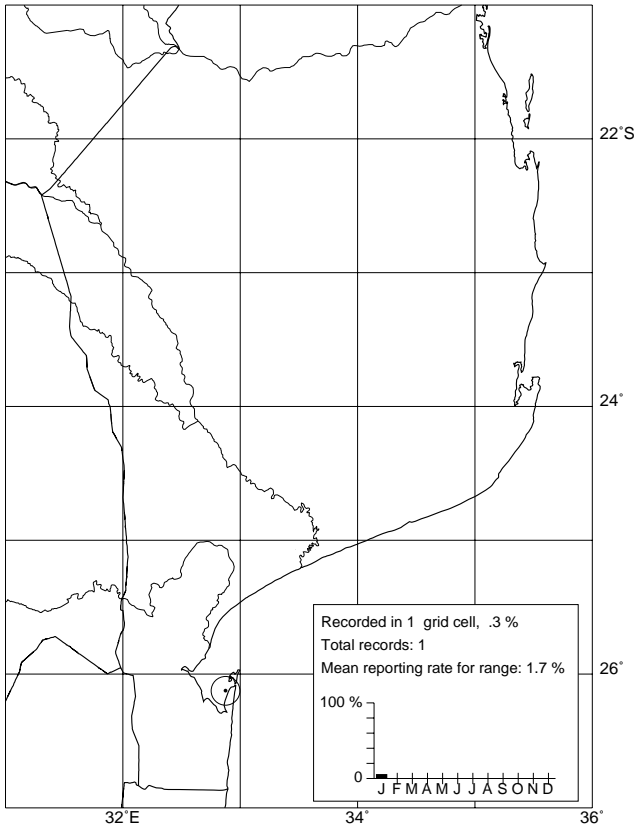 22˚S
24˚
Recorded in 1 grid cell, .3 %
Total records: 1
Mean reporting rate for range: 1.7 %
26˚
100 %
0
J F M A M J J A S O N D
32˚E 34˚ 36˚